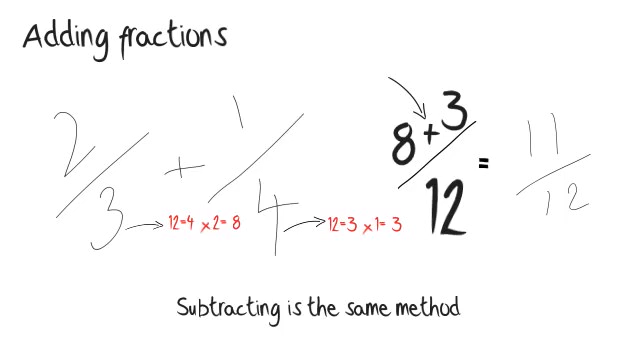 Adding fractions
2/3 + 1/4 8+3/12 = 11/12
12=4 x2= 8 12=3 x1= 3
Subtracting is the same method